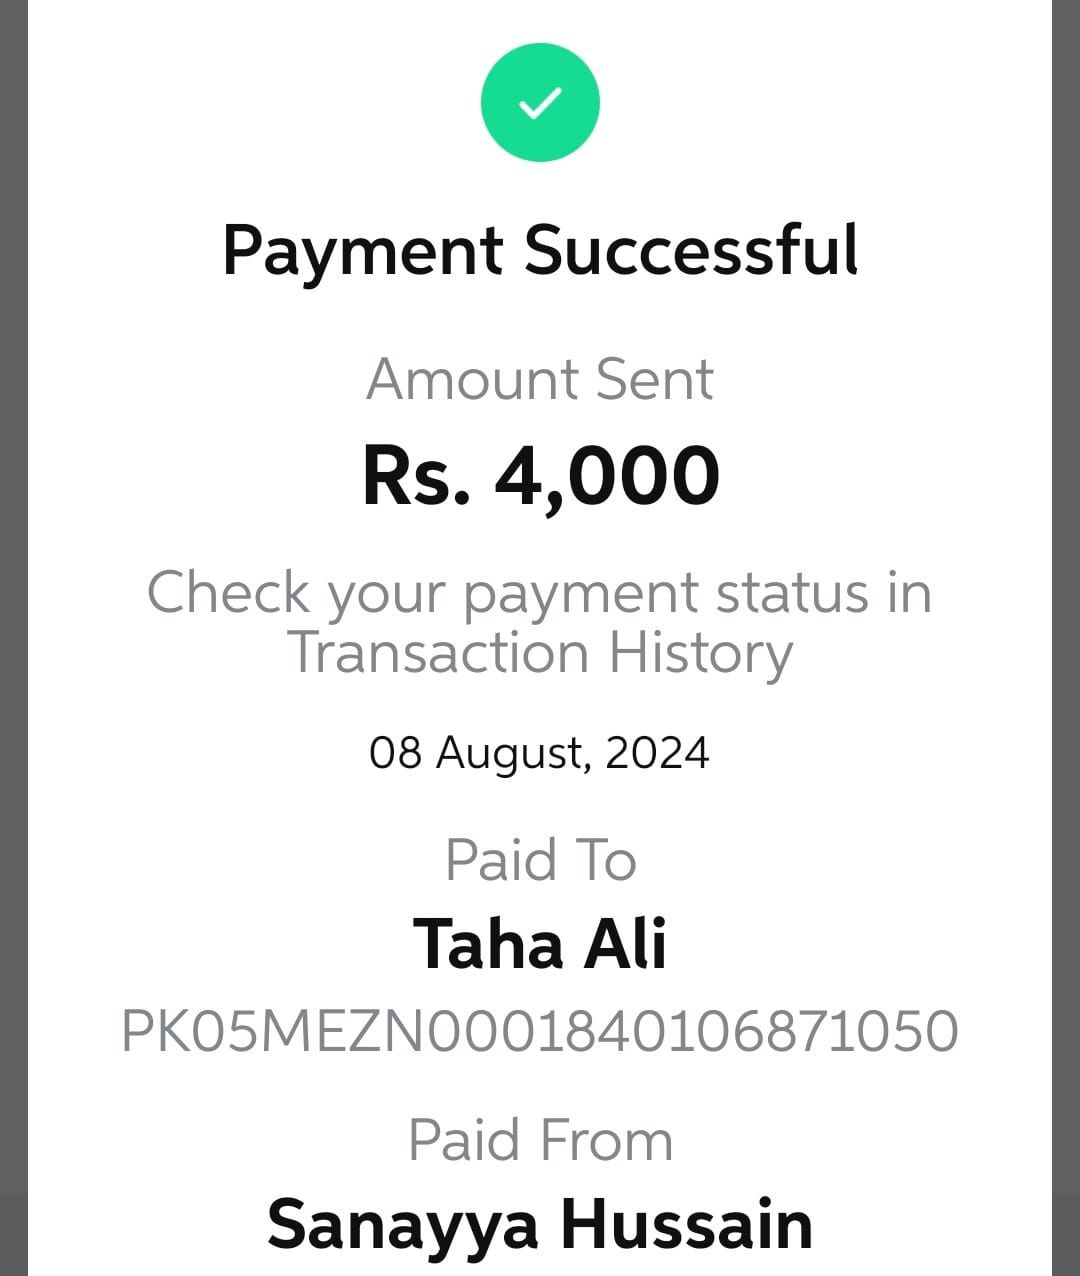 Payment Successful
Amount Sent
Rs. 4,000
Check your payment status in
Transaction History
08 August, 2024
Paid To
Taha Ali
PK05MEZN0001840106871050
Paid From
Sanayya Hussain